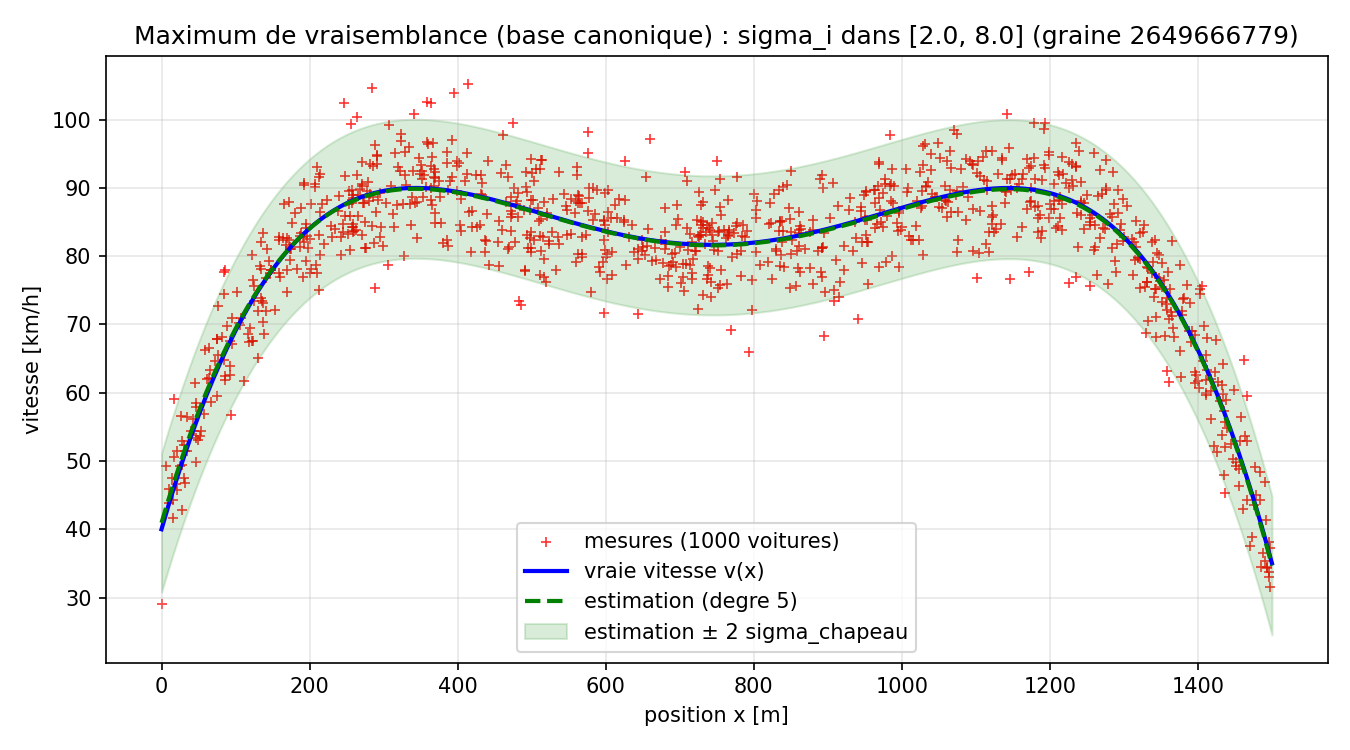 Maximum de vraisemblance (base canonique) : sigma_i dans [2.0, 8.0] (graine 2649666779)
vitesse [km/h]
100
90
80
70
60
50
40
30
mesures (1000 voitures)
vraie vitesse v(x)
estimation (degre 5)
estimation ± 2 sigma_chapeau
0
200
400
600
800
1000
1200
1400
position x [m]